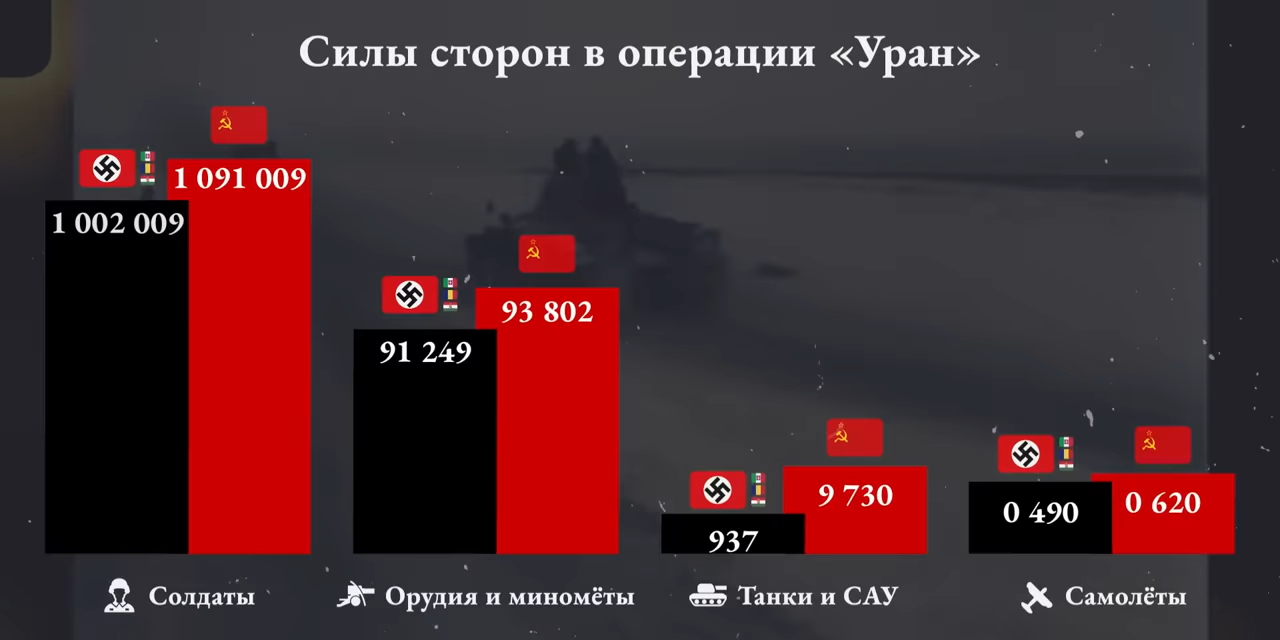 Силы сторон в операции «Уран»
1 091 009
1 002 009
93 802
91 249
9 730
937
0 490
0 620
Солдаты
Орудия и миномёты
Танки и САУ
Самолёты